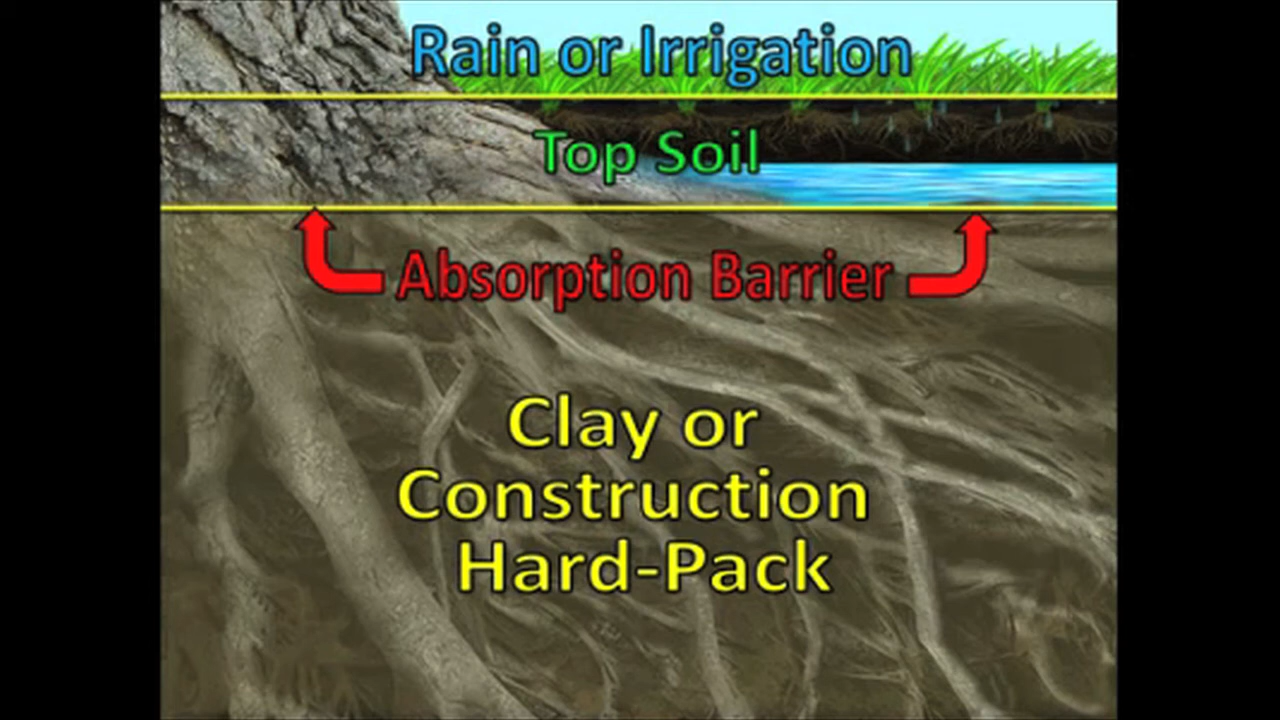 Rain or Irrigation
Top Soil
Absorption Barrier
Clay or
Construction
Hard-Pack